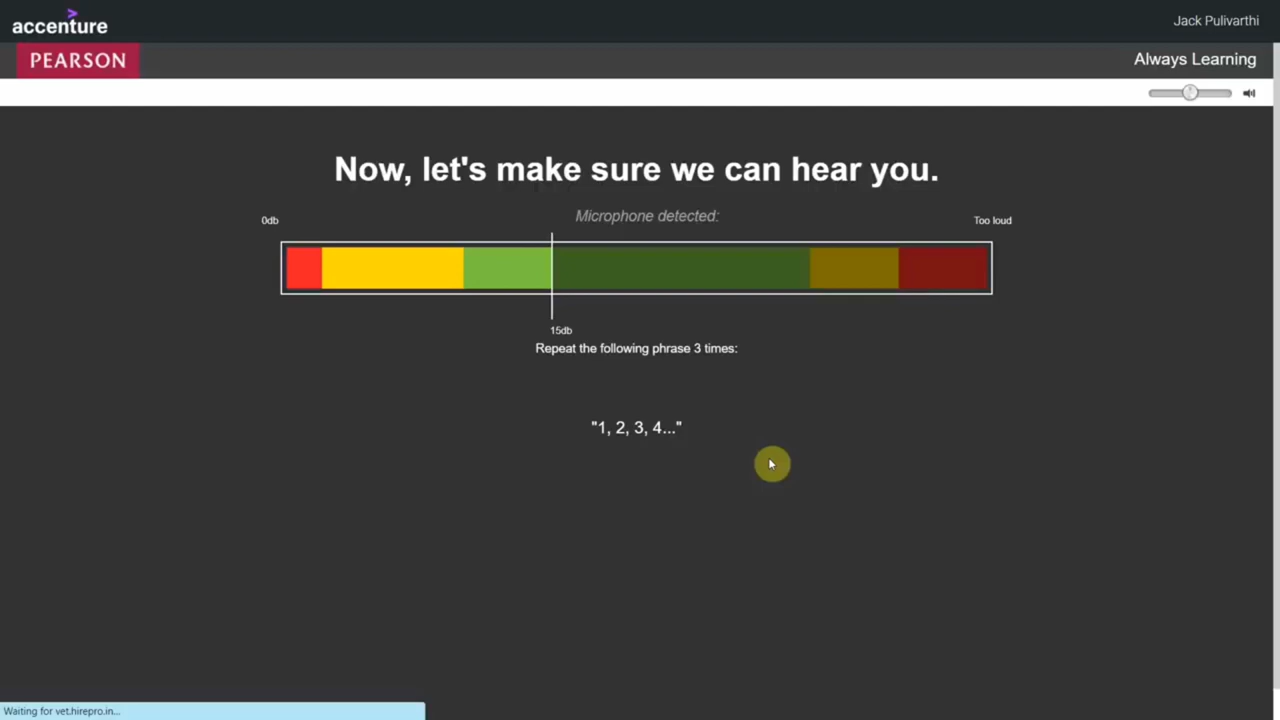 accenture
Jack Pulivarthi
PEARSON
Always Learning
Now, let's make sure we can hear you.
Microphone detected:
0db
Too loud
15db
Repeat the following phrase 3 times:
"1, 2, 3, 4..."
Waiting for vet.hirepro.in...